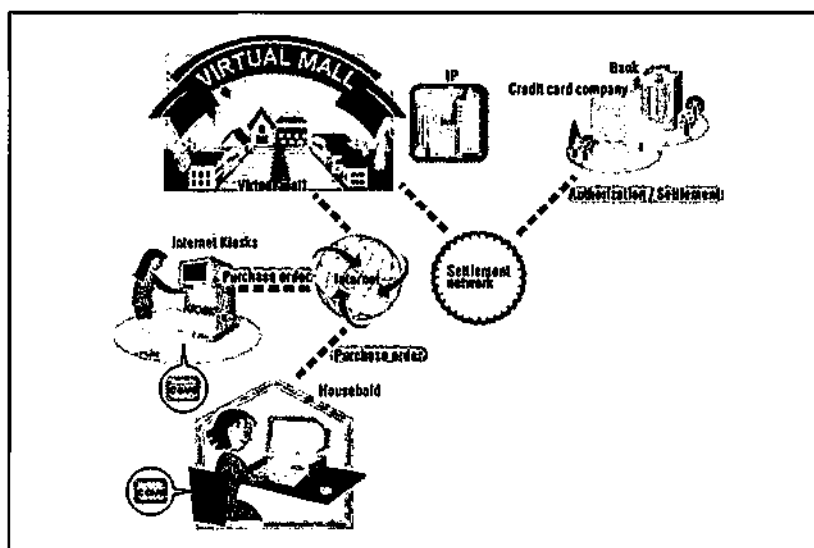 VIRTUAL MALL
IP
Bank
Credit card company
Virtual mall
Authorization / Settlement
Internet Kiosks
Purchase order
Internet
Settlement
network
Purchase order
Household